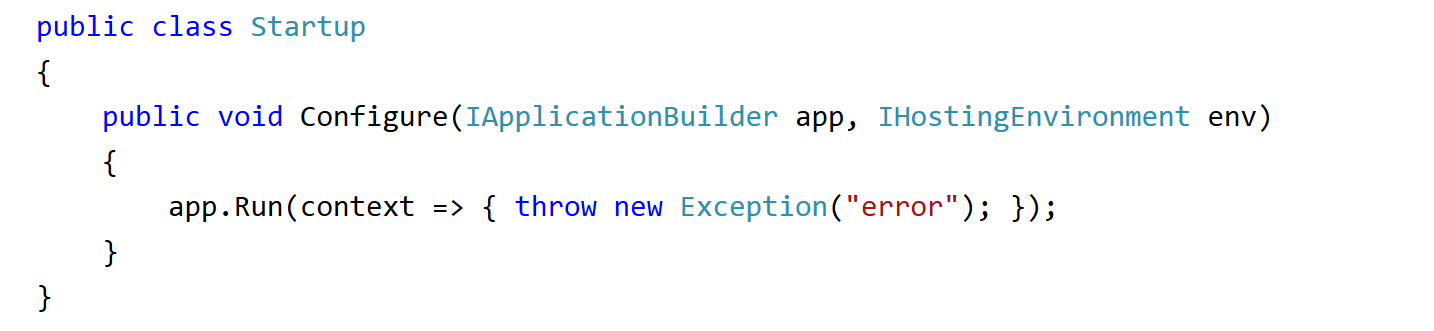 public class Startup
{
    public void Configure(IApplicationBuilder app, IHostingEnvironment env)
    {
        app.Run(context => { throw new Exception("error"); });
    }
}